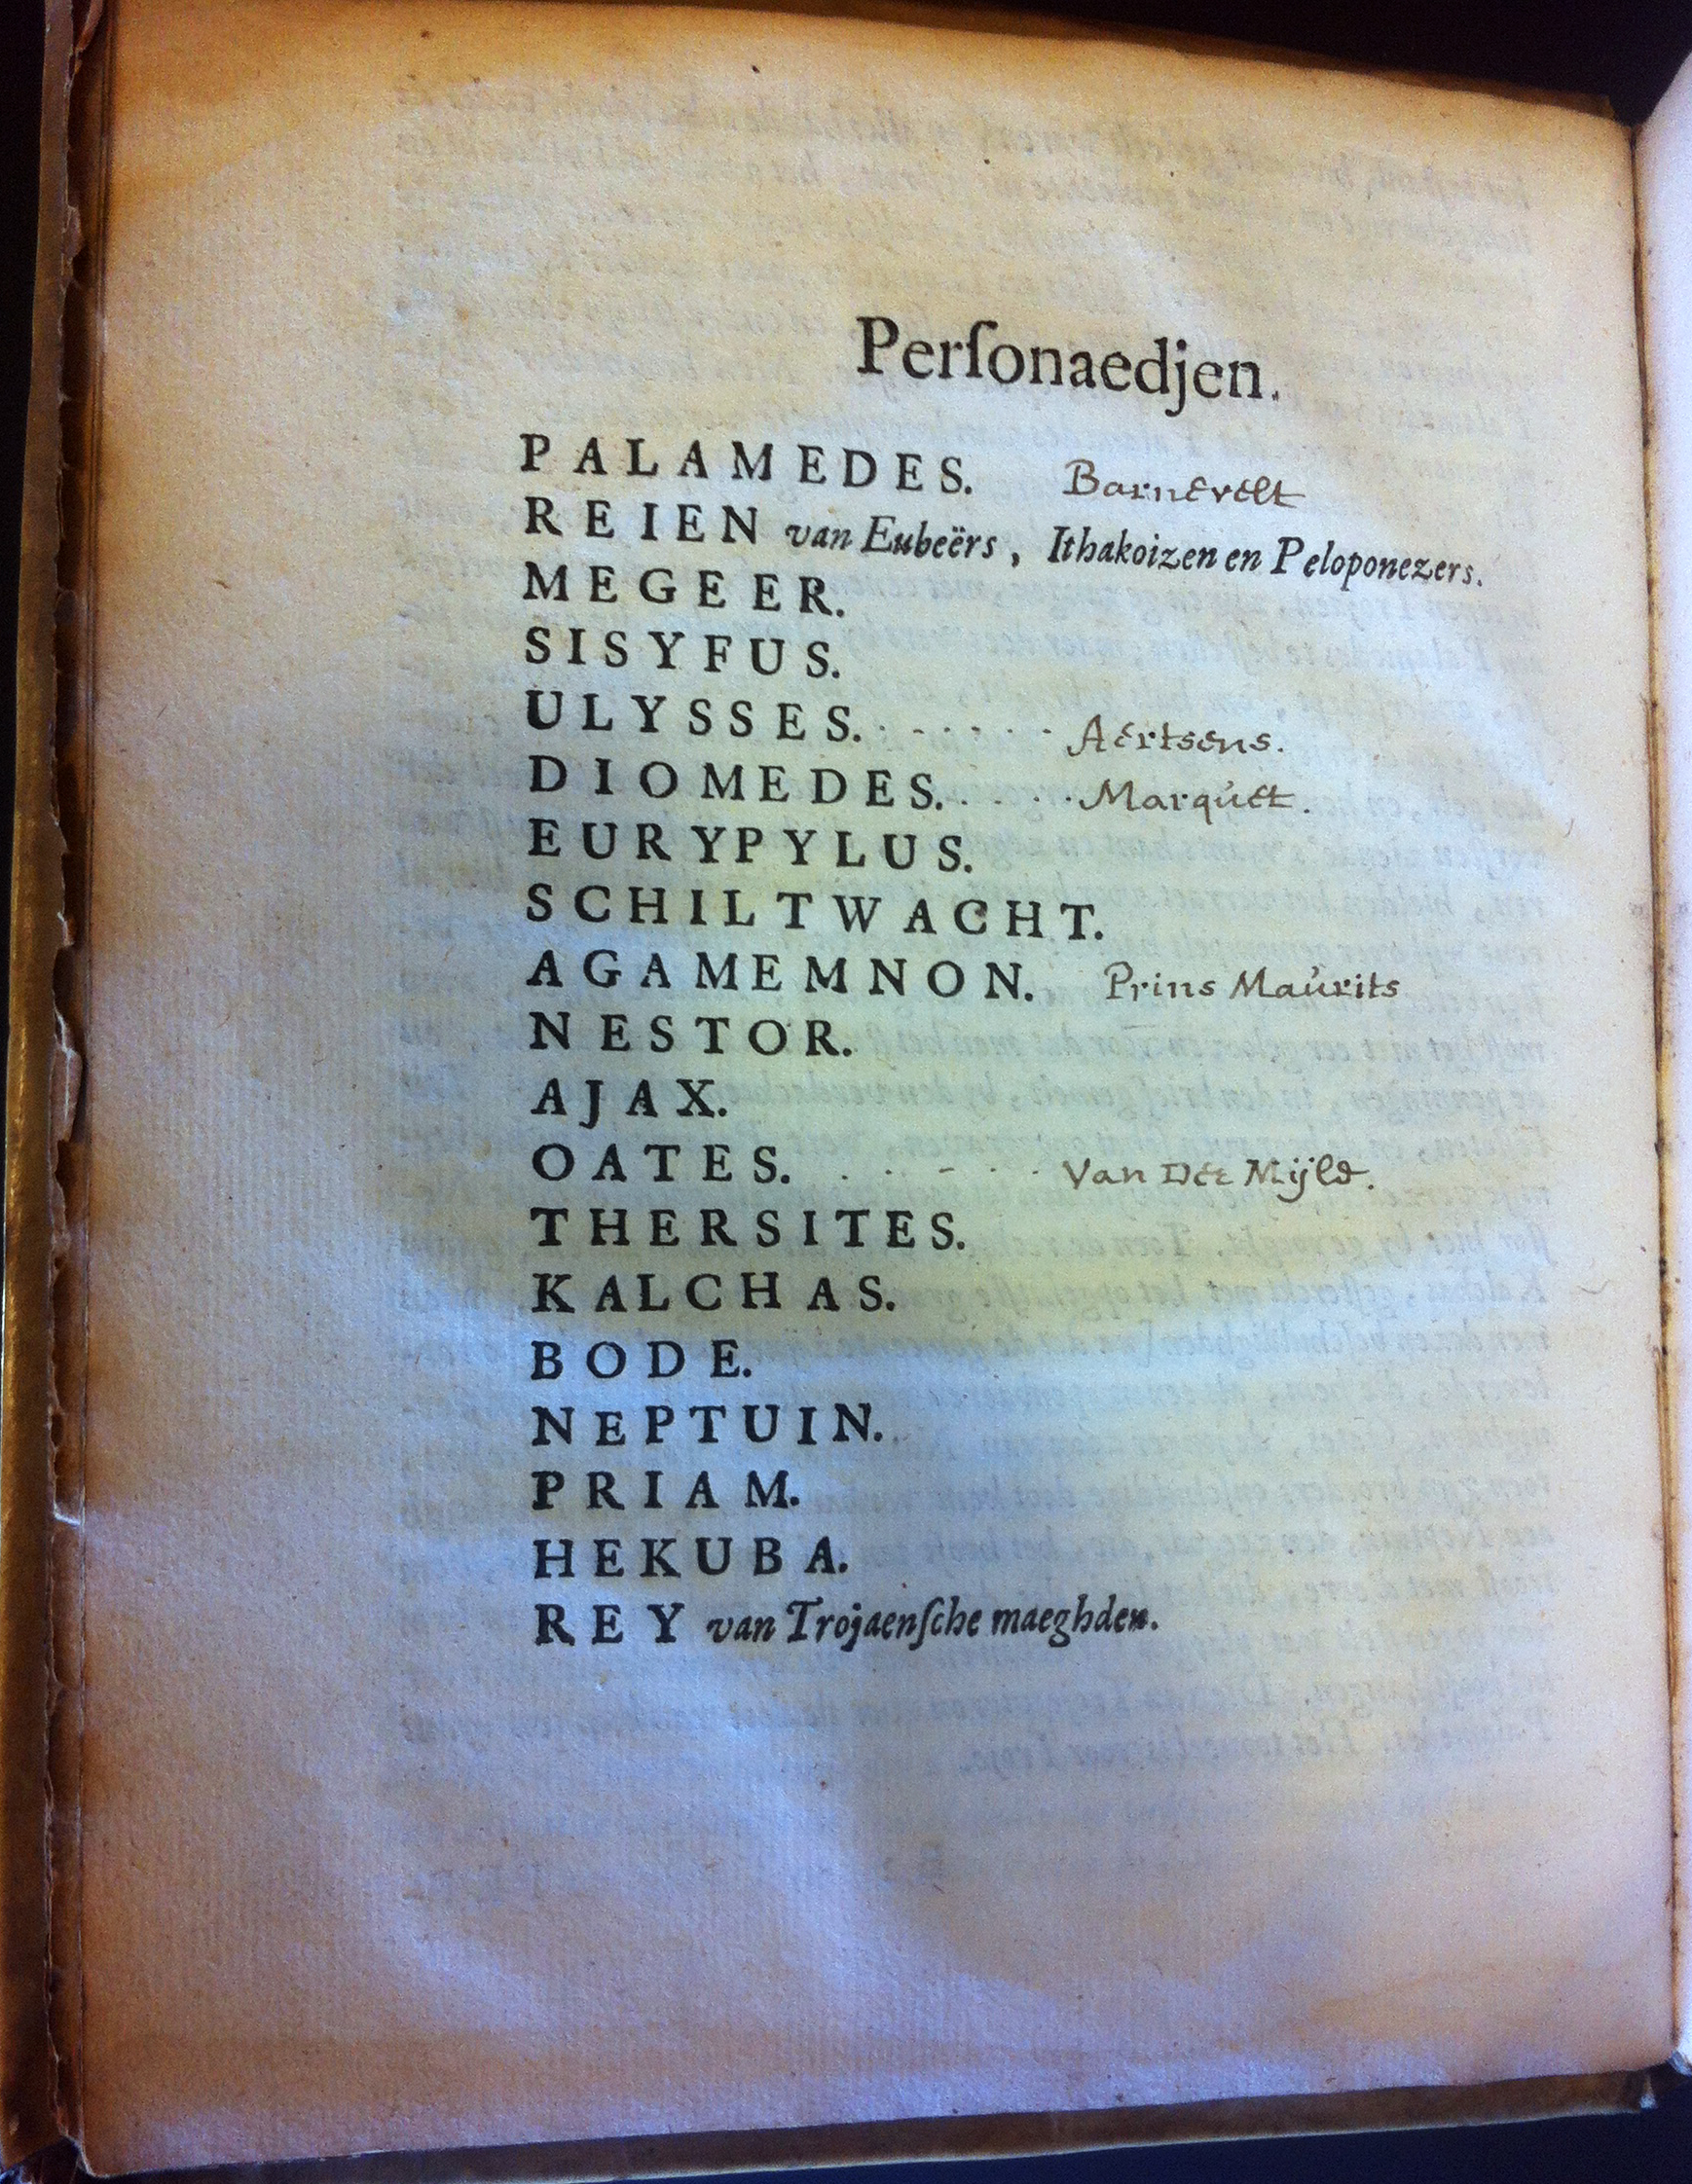 Perſonaedjen.
PALAMEDES. Barnevelt
REIEN van Eubeërs, Ithakoizen en Peloponezers.
MEGEER.
SISYFUS.
ULYSSES. . - . . . . Aertsens.
DIOMEDES. . . . . Marquét.
EURYPYLUS.
SCHILTWACHT.
AGAMEMNON. Prins Maurits
NESTOR.
AJAX.
OATES. . . - . . . Van Der Mijle.
THERSITES.
KALCHAS.
BODE.
NEPTUIN.
PRIAM.
HEKUBA.
REY van Trojaenſche maeghden.